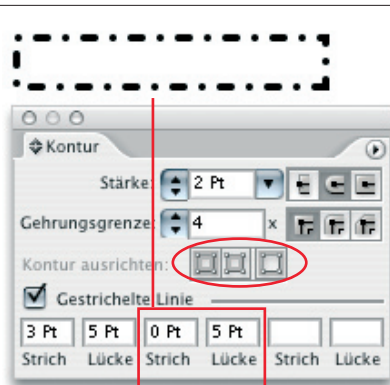 Kontur
Stärke: 2 Pt
Gehrungsgrenze: 4 x
Kontur ausrichten:
Gestrichelte Linie
3 Pt 5 Pt 0 Pt 5 Pt
Strich Lücke Strich Lücke Strich Lücke